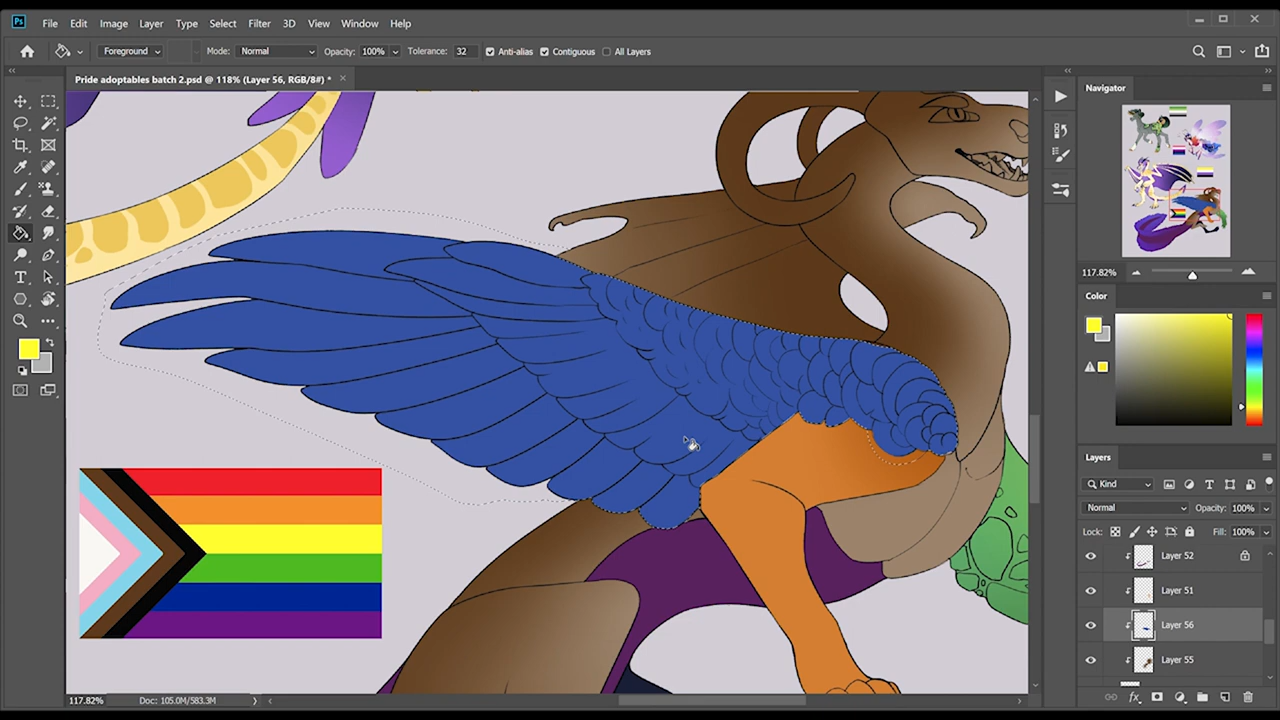 Ps File Edit Image Layer Type Select Filter 3D View Window Help
Foreground Mode: Normal Opacity: 100% Tolerance: 32 Anti-alias Contiguous All Layers
Pride adoptables batch 2.psd @ 118% (Layer 56, RGB/8#) *
Navigator
117.82%
Color
Layers
Kind
Normal Opacity: 100%
Lock: Fill: 100%
Layer 52
Layer 51
Layer 56
Layer 55
117.82% Doc: 105.0M/583.3M